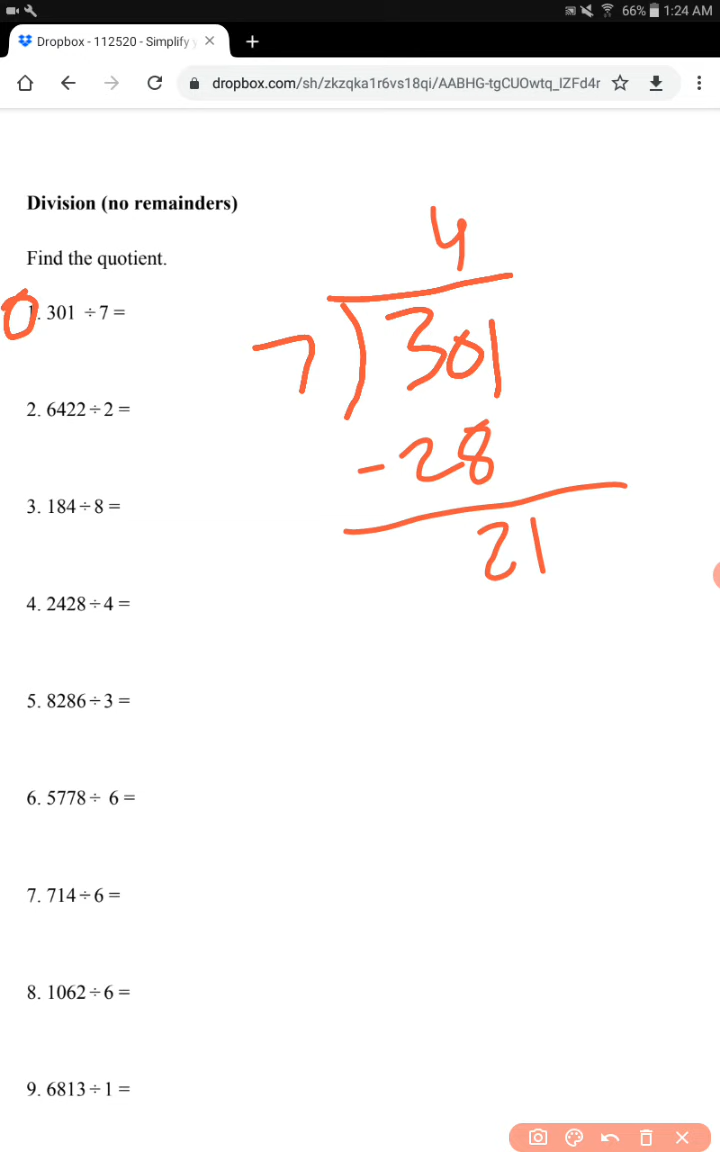 66% 1:24 AM
Dropbox - 112520 - Simplify
dropbox.com/sh/zkzqka1r6vs18qi/AABHG-tgCUOwtq_IZFd4r
Division (no remainders)
Find the quotient.
1. 301 ÷ 7 =
4
7 301
- 28
21
2. 6422 ÷ 2 =
3. 184 ÷ 8 =
4. 2428 ÷ 4 =
5. 8286 ÷ 3 =
6. 5778 ÷ 6 =
7. 714 ÷ 6 =
8. 1062 ÷ 6 =
9. 6813 ÷ 1 =